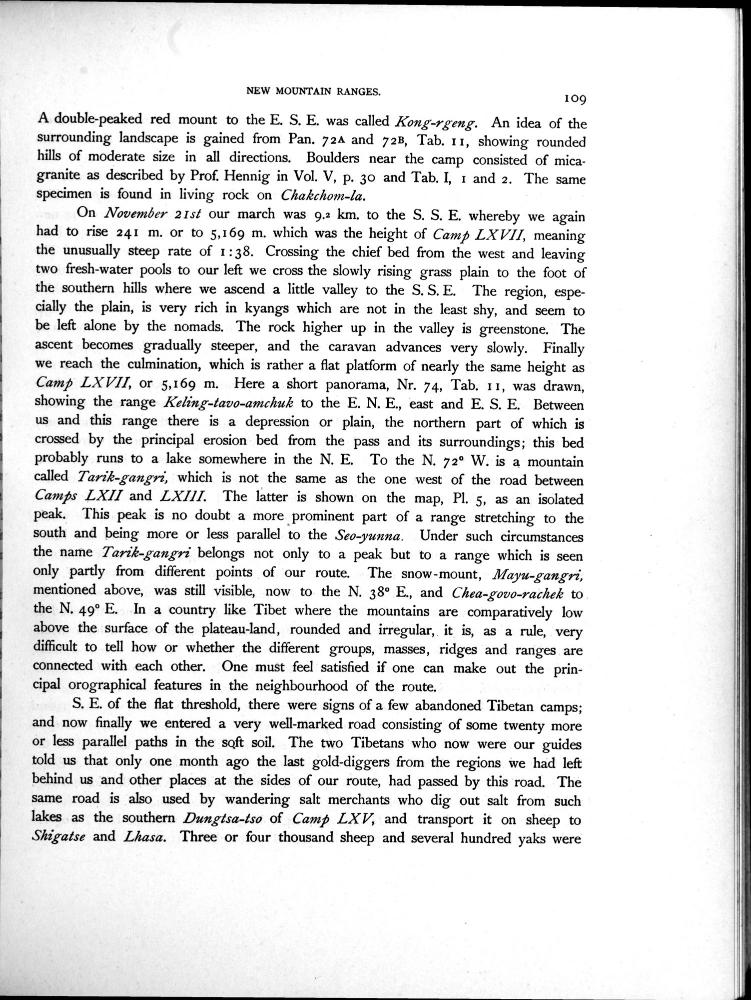 NEW MOUNTAIN RANGES.
109
A double-peaked red mount to the E. S. E. was called Kong-rgeng. An idea of the
surrounding landscape is gained from Pan. 72A and 72B, Tab. 11, showing rounded
hills of moderate size in all directions. Boulders near the camp consisted of mica-
granite as described by Prof. Hennig in Vol. V, p. 30 and Tab. I, 1 and 2. The same
specimen is found in living rock on Chakchom-la.
On November 21st our march was 9.2 km. to the S. S. E. whereby we again
had to rise 241 m. or to 5,169 m. which was the height of Camp LXVII, meaning
the unusually steep rate of 1:38. Crossing the chief bed from the west and leaving
two fresh-water pools to our left we cross the slowly rising grass plain to the foot of
the southern hills where we ascend a little valley to the S. S. E. The region, espe-
cially the plain, is very rich in kyangs which are not in the least shy, and seem to
be left alone by the nomads. The rock higher up in the valley is greenstone. The
ascent becomes gradually steeper, and the caravan advances very slowly. Finally
we reach the culmination, which is rather a flat platform of nearly the same height as
Camp LXVII, or 5,169 m. Here a short panorama, Nr. 74, Tab. 11, was drawn,
showing the range Keling-tavo-amchuk to the E. N. E., east and E. S. E. Between
us and this range there is a depression or plain, the northern part of which is
crossed by the principal erosion bed from the pass and its surroundings; this bed
probably runs to a lake somewhere in the N. E. To the N. 72° W. is a mountain
called Tarik-gangri, which is not the same as the one west of the road between
Camps LXII and LXIII. The latter is shown on the map, Pl. 5, as an isolated
peak. This peak is no doubt a more prominent part of a range stretching to the
south and being more or less parallel to the Seo-yunna. Under such circumstances
the name Tarik-gangri belongs not only to a peak but to a range which is seen
only partly from different points of our route. The snow-mount, Mayu-gangri,
mentioned above, was still visible, now to the N. 38° E., and Chea-govo-rachek to
the N. 49° E. In a country like Tibet where the mountains are comparatively low
above the surface of the plateau-land, rounded and irregular, it is, as a rule, very
difficult to tell how or whether the different groups, masses, ridges and ranges are
connected with each other. One must feel satisfied if one can make out the prin-
cipal orographical features in the neighbourhood of the route.
S. E. of the flat threshold, there were signs of a few abandoned Tibetan camps;
and now finally we entered a very well-marked road consisting of some twenty more
or less parallel paths in the soft soil. The two Tibetans who now were our guides
told us that only one month ago the last gold-diggers from the regions we had left
behind us and other places at the sides of our route, had passed by this road. The
same road is also used by wandering salt merchants who dig out salt from such
lakes as the southern Dungtsa-tso of Camp LXV, and transport it on sheep to
Shigatse and Lhasa. Three or four thousand sheep and several hundred yaks were